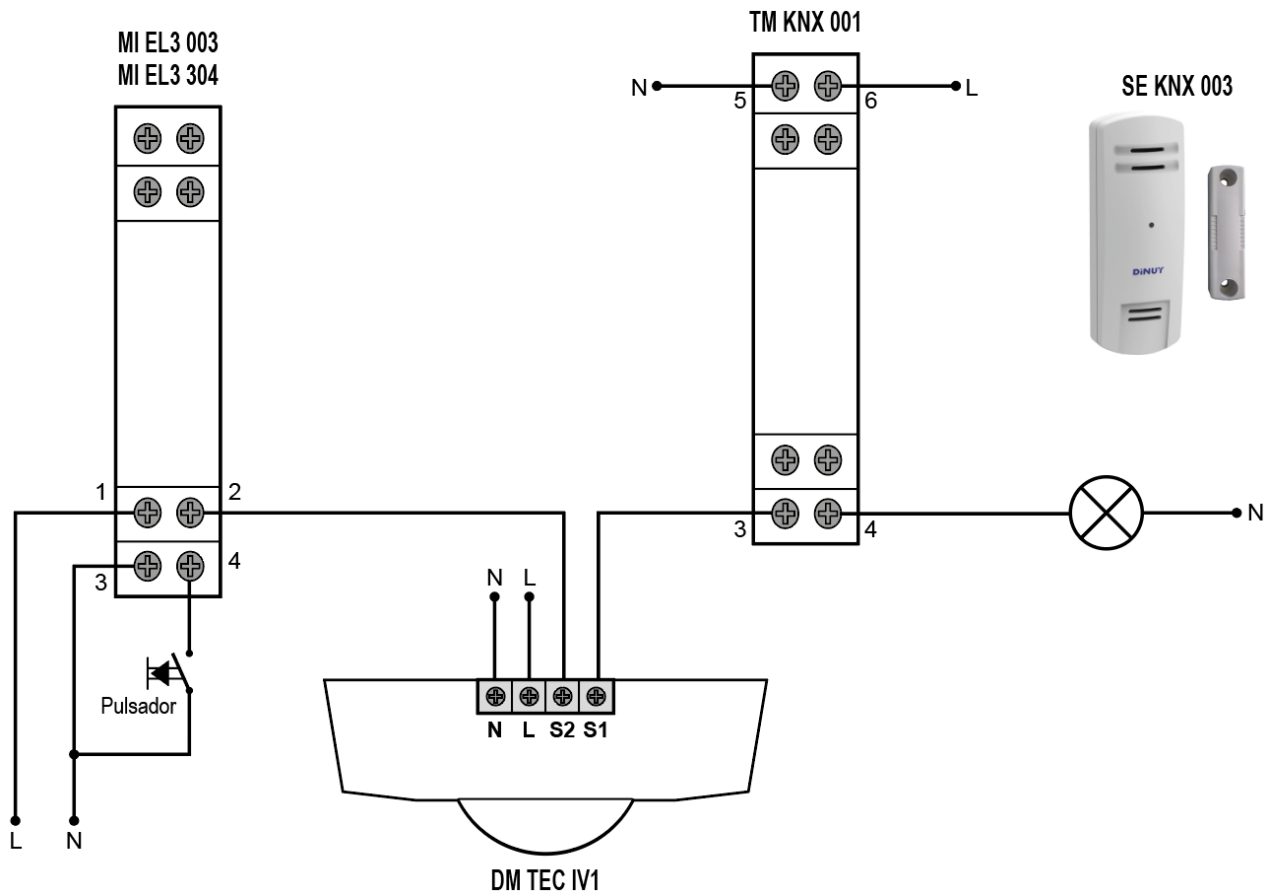 MI EL3 003
MI EL3 304
TM KNX 001
SE KNX 003
N
5
6
L
DiNUY
1
2
3
4
Pulsador
L
N
3
4
N
N
L
N
L
S2
S1
DM TEC IV1